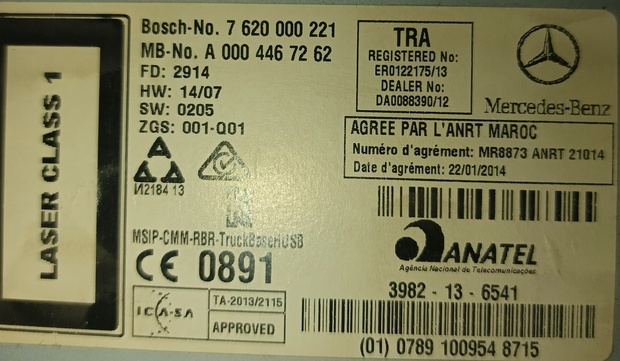 LASER CLASS 1
Bosch-No. 7 620 000 221
MB-No. A 000 446 72 62
FD: 2914
HW: 14/07
SW: 0205
ZGS: 001-Q01
И2184 13
MSIP-CMM-RBR-TruckBaseHUSB
CE 0891
ICASA
TA-2013/2115
APPROVED
TRA
REGISTERED No:
ER0122175/13
DEALER No:
DA0088390/12
Mercedes-Benz
AGREE PAR L'ANRT MAROC
Numéro d'agrément: MR8873 ANRT 21014
Date d'agrément: 22/01/2014
ANATEL
Agência Nacional de Telecomunicações
3982 - 13 - 6541
(01) 0789 100954 8715